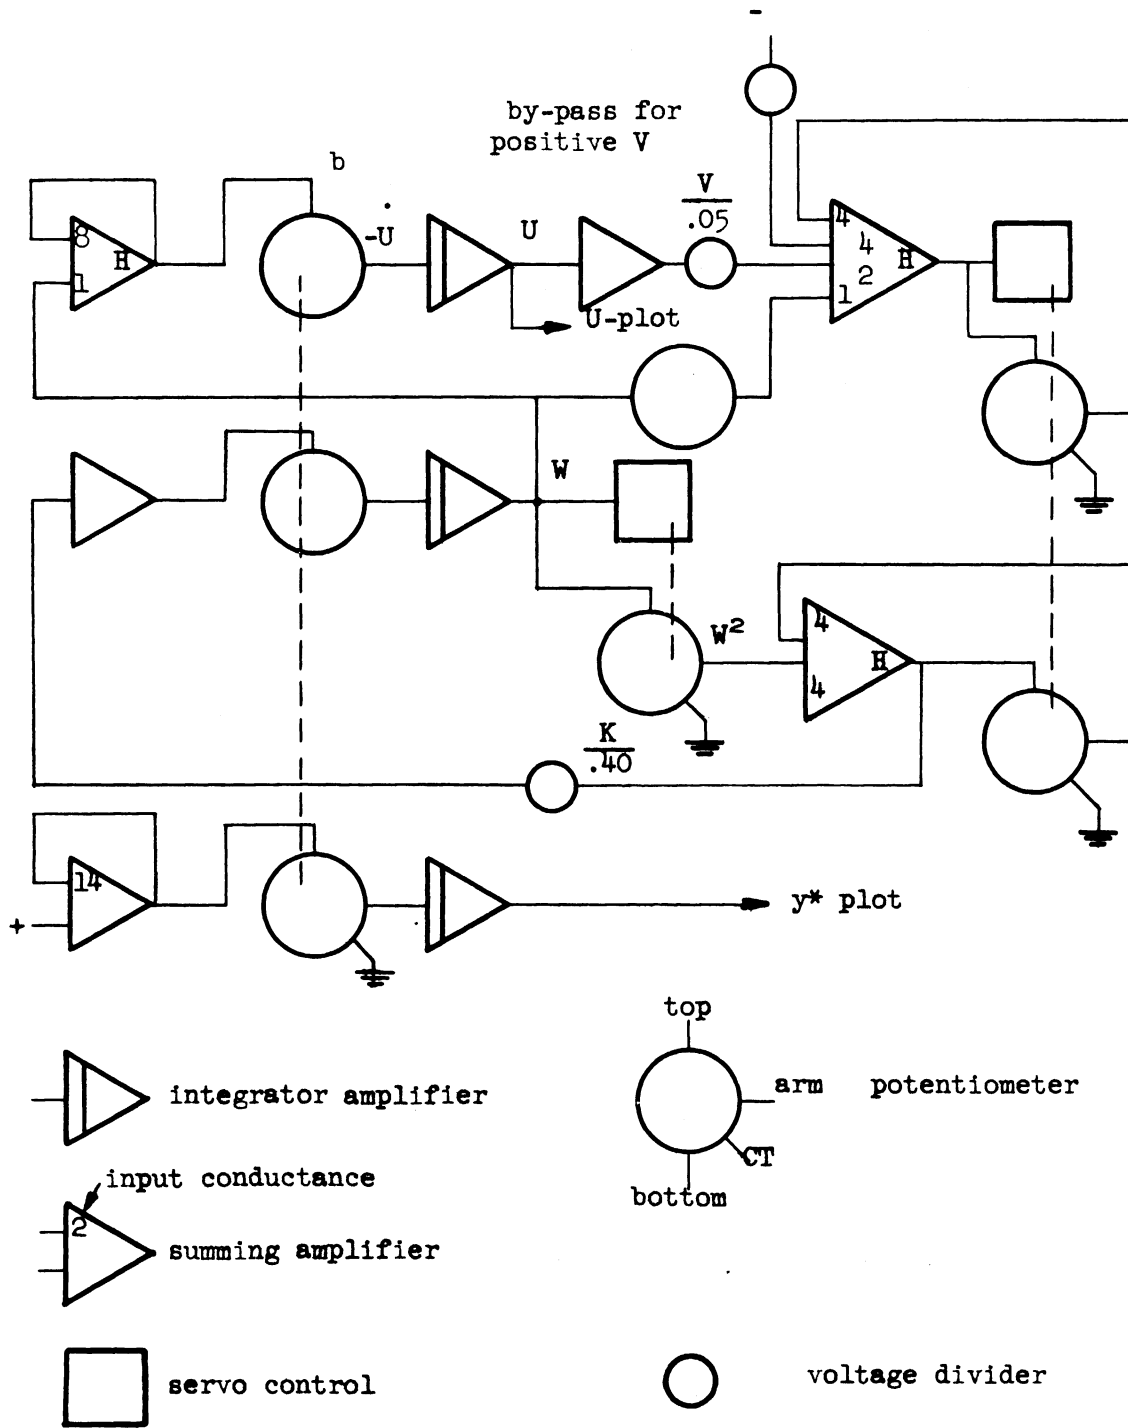 -
by-pass for
positive V
b
V
.05
8
H
1
-U̇
U
4
4
2
H
1
U-plot
W
W²
4
H
4
K
.40
14
+
y* plot
top
integrator amplifier
arm potentiometer
CT
input conductance
bottom
2
summing amplifier
servo control
voltage divider